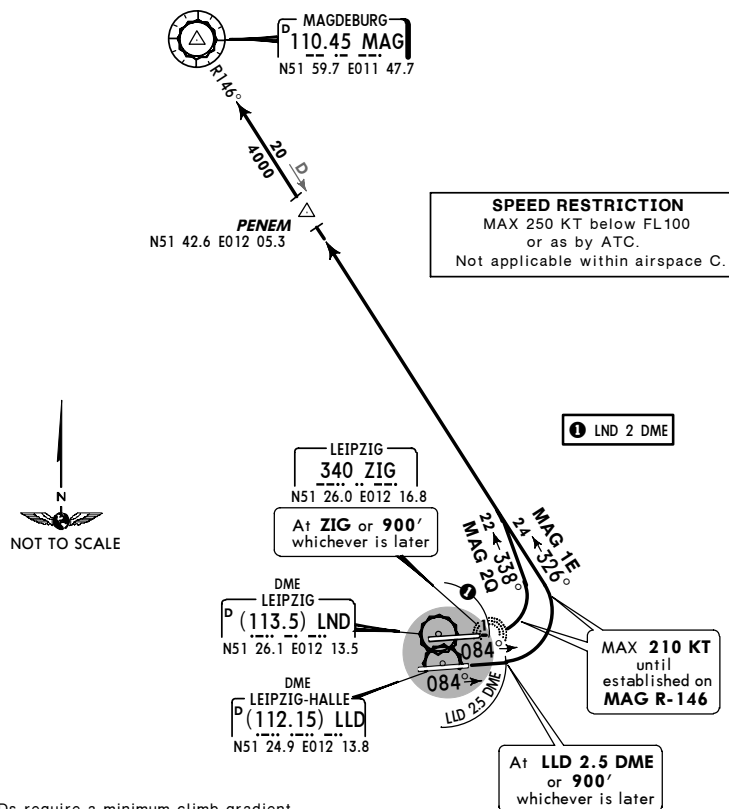 MAGDEBURG
D 110.45 MAG
N51 59.7 E011 47.7
R146°
20
D
4000
PENEM
N51 42.6 E012 05.3
SPEED RESTRICTION
MAX 250 KT below FL100
or as by ATC.
Not applicable within airspace C.
1 LND 2 DME
N
NOT TO SCALE
LEIPZIG
340 ZIG
N51 26.0 E012 16.8
At ZIG or 900'
whichever is later
22 338°
MAG 2Q
MAG 1E
24 326°
DME
LEIPZIG
D (113.5) LND
N51 26.1 E012 13.5
1
084°
084°
LLD 2.5 DME
DME
LEIPZIG-HALLE
D (112.15) LLD
N51 24.9 E012 13.8
MAX 210 KT
until
established on
MAG R-146
At LLD 2.5 DME
or 900'
whichever is later
require a minimum climb gradient